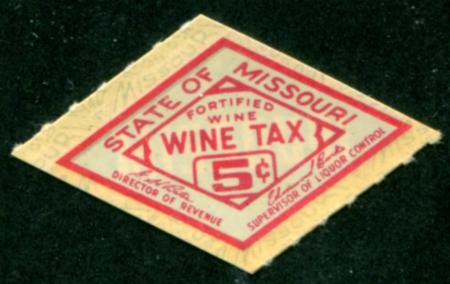 STATE OF MISSOURI
FORTIFIED
WINE
WINE TAX
5¢
DIRECTOR OF REVENUE
SUPERVISOR OF LIQUOR CONTROL